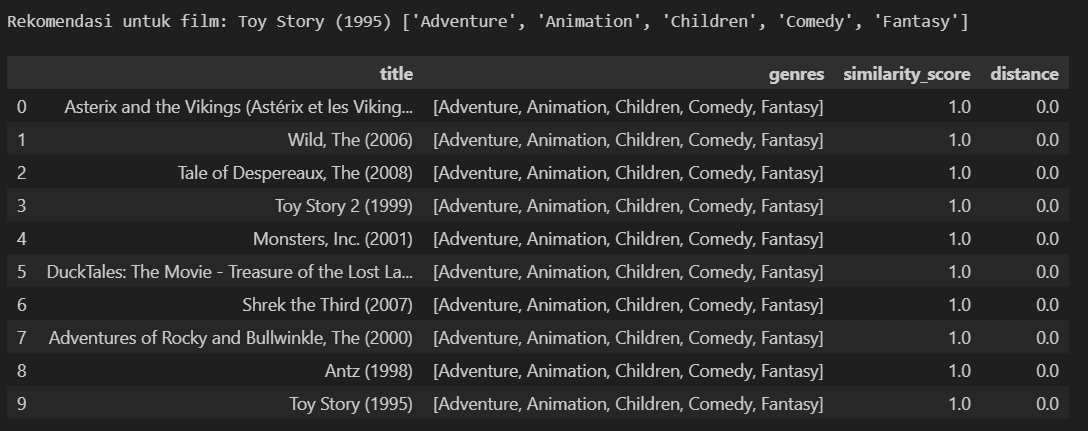 Rekomendasi untuk film: Toy Story (1995) ['Adventure', 'Animation', 'Children', 'Comedy', 'Fantasy']
title genres similarity_score distance
0 Asterix and the Vikings (Astérix et les Viking... [Adventure, Animation, Children, Comedy, Fantasy] 1.0 0.0
1 Wild, The (2006) [Adventure, Animation, Children, Comedy, Fantasy] 1.0 0.0
2 Tale of Despereaux, The (2008) [Adventure, Animation, Children, Comedy, Fantasy] 1.0 0.0
3 Toy Story 2 (1999) [Adventure, Animation, Children, Comedy, Fantasy] 1.0 0.0
4 Monsters, Inc. (2001) [Adventure, Animation, Children, Comedy, Fantasy] 1.0 0.0
5 DuckTales: The Movie - Treasure of the Lost La... [Adventure, Animation, Children, Comedy, Fantasy] 1.0 0.0
6 Shrek the Third (2007) [Adventure, Animation, Children, Comedy, Fantasy] 1.0 0.0
7 Adventures of Rocky and Bullwinkle, The (2000) [Adventure, Animation, Children, Comedy, Fantasy] 1.0 0.0
8 Antz (1998) [Adventure, Animation, Children, Comedy, Fantasy] 1.0 0.0
9 Toy Story (1995) [Adventure, Animation, Children, Comedy, Fantasy] 1.0 0.0